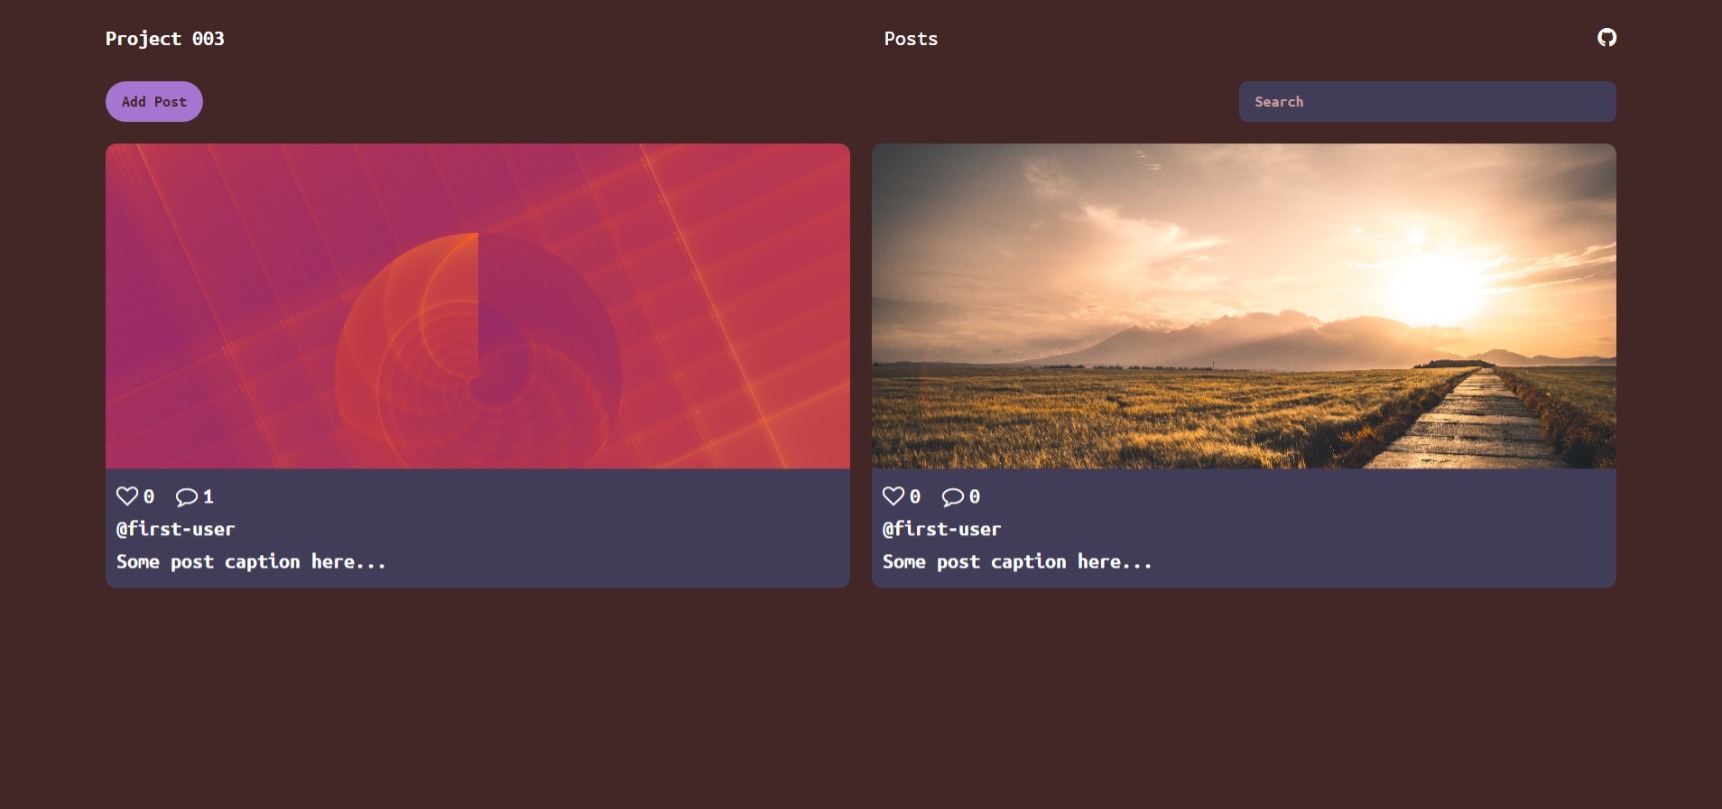 Project 003
Posts
Add Post
Search
0 1
@first-user
Some post caption here...
0 0
@first-user
Some post caption here...